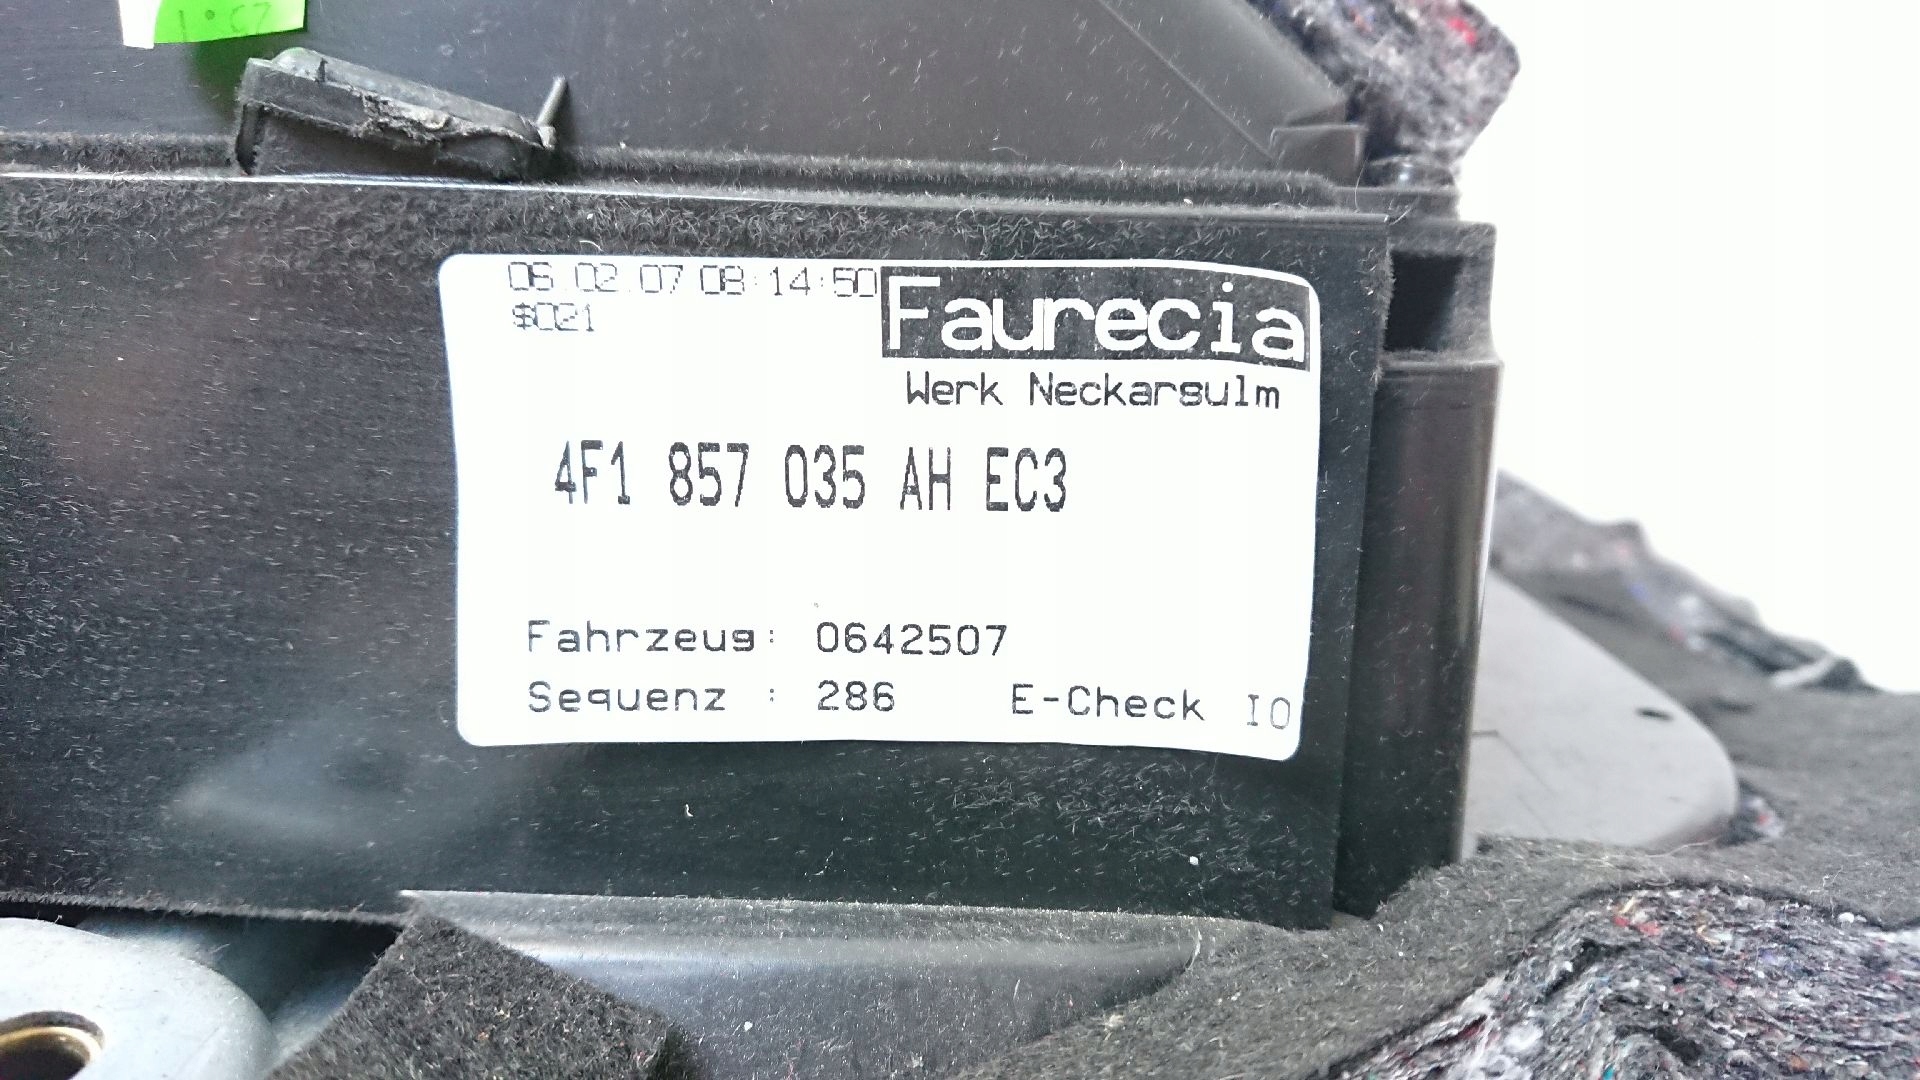 06.02.07 08:14:50
Faurecia
$021
Werk Neckarsulm
4F1 857 035 AH EC3
Fahrzeug: 0642507
Sequenz : 286 E-Check IO